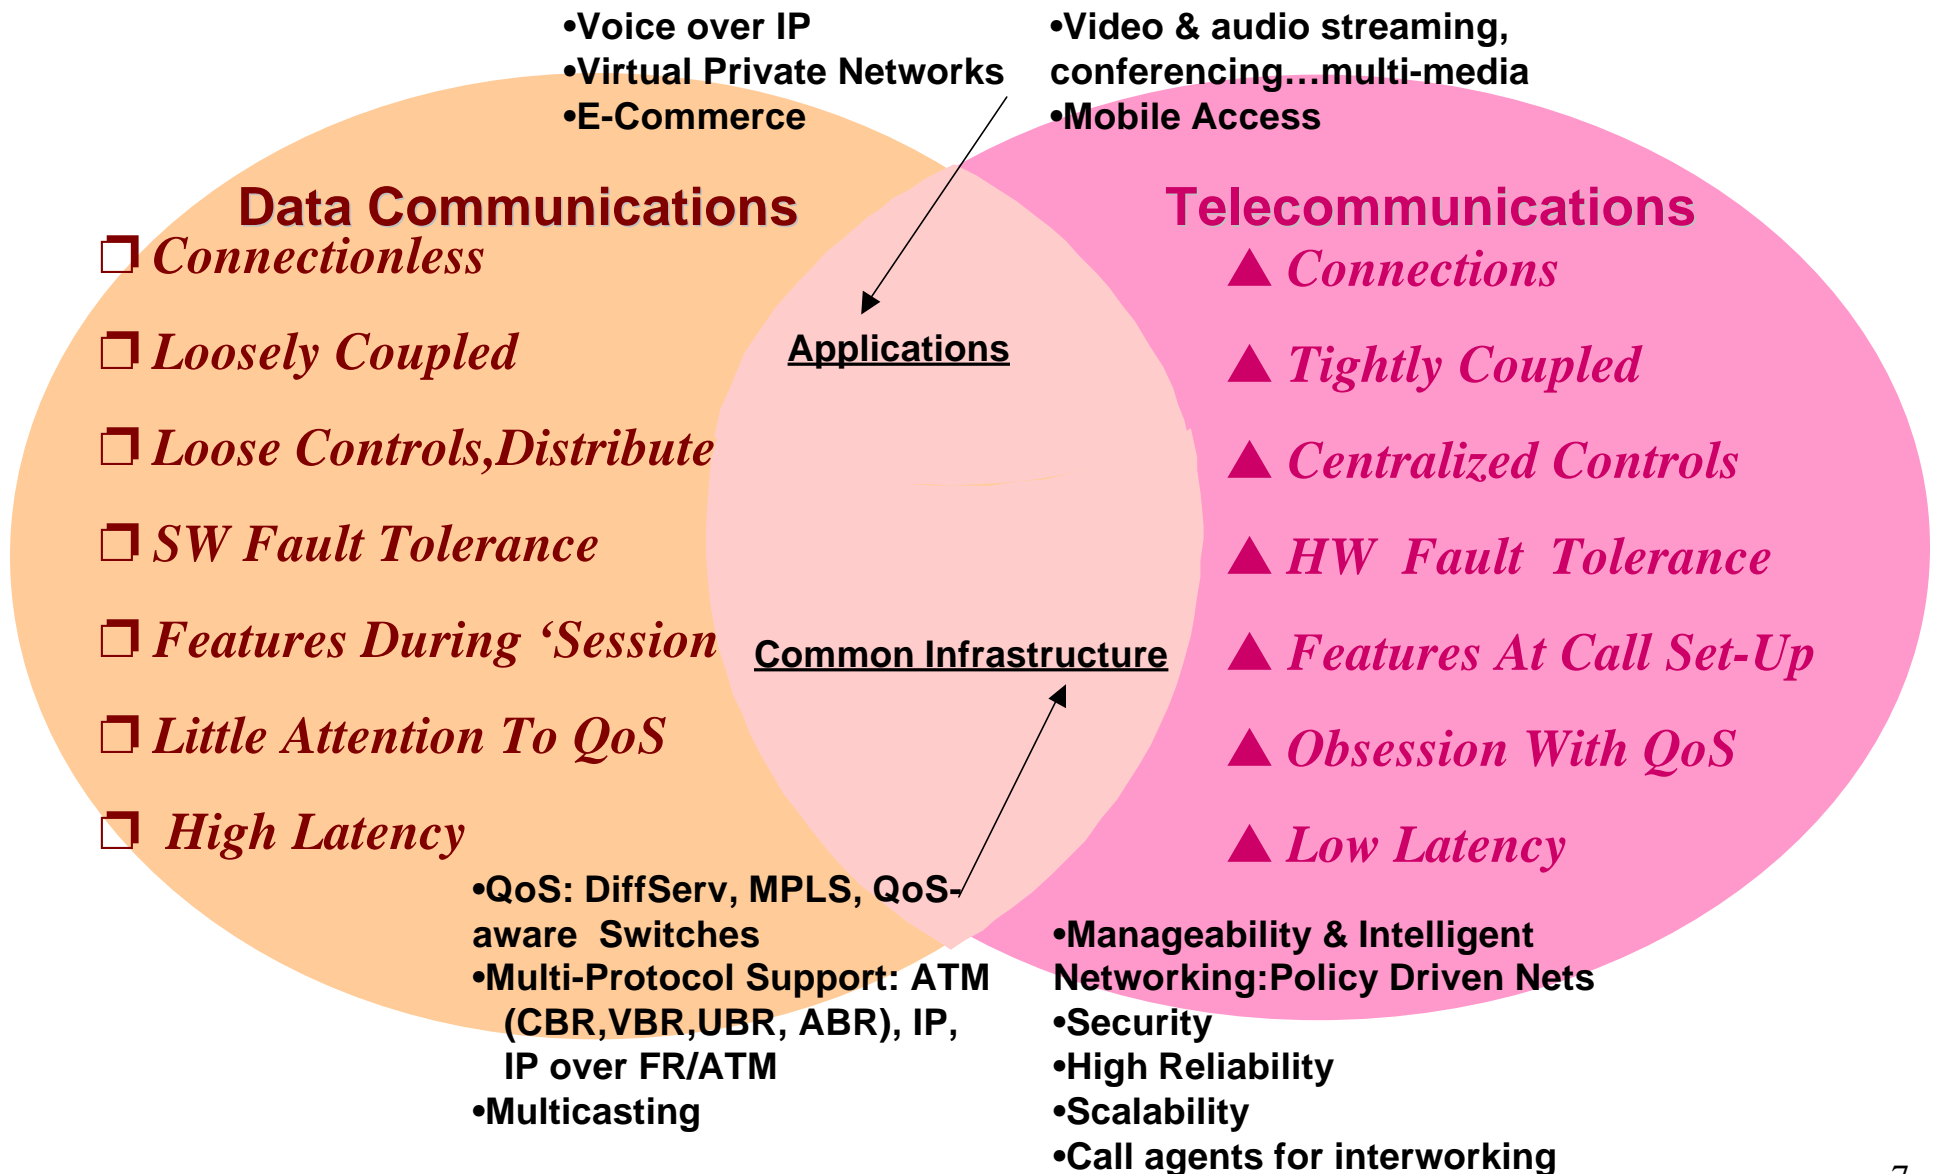 •Voice over IP
•Virtual Private Networks
•E-Commerce
•Video & audio streaming,
conferencing…multi-media
•Mobile Access
Data Communications
❐ Connectionless
❐ Loosely Coupled
❐ Loose Controls,Distribute
❐ SW Fault Tolerance
❐ Features During ‘Session
❐ Little Attention To QoS
❐ High Latency
Applications
Common Infrastructure
Telecommunications
▲ Connections
▲ Tightly Coupled
▲ Centralized Controls
▲ HW Fault Tolerance
▲ Features At Call Set-Up
▲ Obsession With QoS
▲ Low Latency
•QoS: DiffServ, MPLS, QoS-
aware Switches
•Multi-Protocol Support: ATM
(CBR,VBR,UBR, ABR), IP,
IP over FR/ATM
•Multicasting
•Manageability & Intelligent
Networking:Policy Driven Nets
•Security
•High Reliability
•Scalability
•Call agents for interworking
7